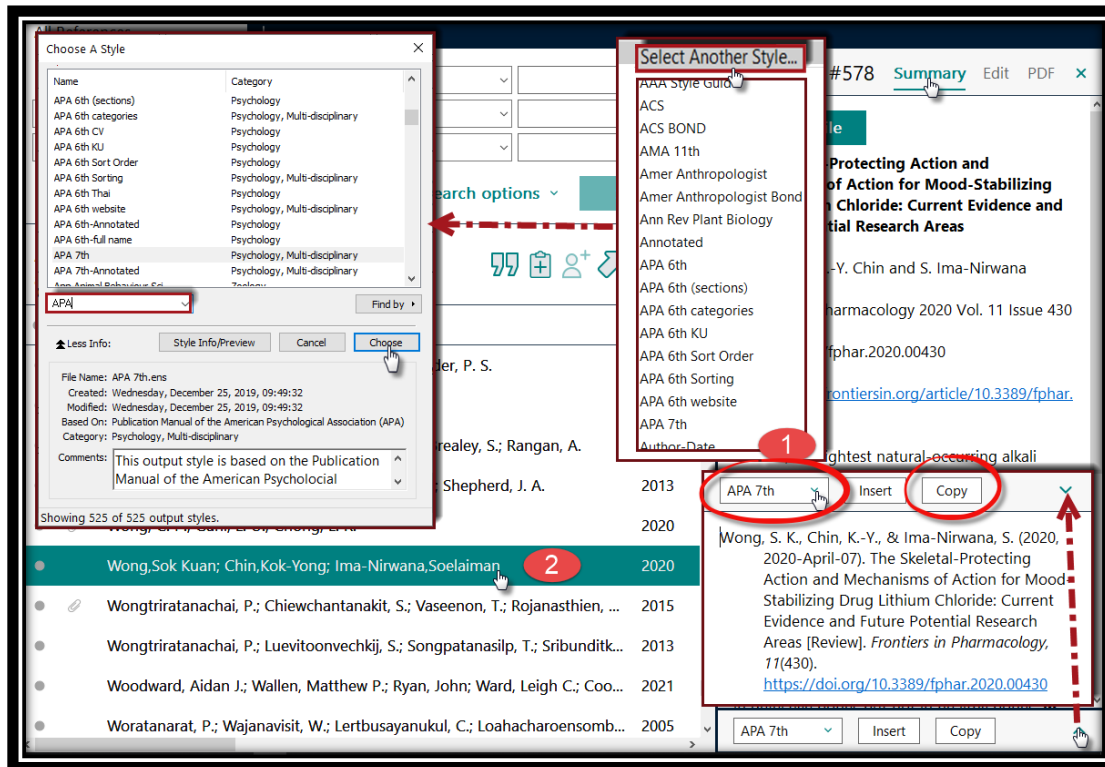 All References
Choose A Style
Name Category
APA 6th (sections) Psychology
APA 6th categories Psychology, Multi-disciplinary
APA 6th CV Psychology
APA 6th KU Psychology
APA 6th Sort Order Psychology
APA 6th Sorting Psychology, Multi-disciplinary
APA 6th Thai Psychology
APA 6th website Psychology, Multi-disciplinary
APA 6th-Annotated Psychology
APA 6th-full name Psychology
APA 7th Psychology, Multi-disciplinary
APA 7th-Annotated Psychology, Multi-disciplinary
Ann Animal Behaviour Sci Zoology
APA
Find by
Less Info:
Style Info/Preview
Cancel
Choose
File Name: APA 7th.ens
Created: Wednesday, December 25, 2019, 09:49:32
Modified: Wednesday, December 25, 2019, 09:49:32
Based On: Publication Manual of the American Psychological Association (APA)
Category: Psychology, Multi-disciplinary
Comments: This output style is based on the Publication
Manual of the American Psycholocial
Showing 525 of 525 output styles.
earch options
der, P. S.
realey, S.; Rangan, A.
; Shepherd, J. A. 2013
2020
Wong,Sok Kuan; Chin,Kok-Yong; Ima-Nirwana,Soelaiman 2020
2
Wongtriratanachai, P.; Chiewchantanakit, S.; Vaseenon, T.; Rojanasthien, ... 2015
Wongtriratanachai, P.; Luevitoonvechkij, S.; Songpatanasilp, T.; Sribunditk... 2013
Woodward, Aidan J.; Wallen, Matthew P.; Ryan, John; Ward, Leigh C.; Coo... 2021
Woratanarat, P.; Wajanavisit, W.; Lertbusayanukul, C.; Loahacharoensomb... 2005
Select Another Style...
AAA Style Guide
ACS
ACS BOND
AMA 11th
Amer Anthropologist
Amer Anthropologist Bond
Ann Rev Plant Biology
Annotated
APA 6th
APA 6th (sections)
APA 6th categories
APA 6th KU
APA 6th Sort Order
APA 6th Sorting
APA 6th website
APA 7th
Author-Date
1
#578 Summary Edit PDF
le
-Protecting Action and
of Action for Mood-Stabilizing
Chloride: Current Evidence and
tial Research Areas
.-Y. Chin and S. Ima-Nirwana
harmacology 2020 Vol. 11 Issue 430
/fphar.2020.00430
rontiersin.org/article/10.3389/fphar.
ghtest natural-occurring alkali
APA 7th Insert Copy
Wong, S. K., Chin, K.-Y., & Ima-Nirwana, S. (2020,
2020-April-07). The Skeletal-Protecting
Action and Mechanisms of Action for Mood-
Stabilizing Drug Lithium Chloride: Current
Evidence and Future Potential Research
Areas [Review]. Frontiers in Pharmacology,
11(430).
https://doi.org/10.3389/fphar.2020.00430
APA 7th Insert Copy